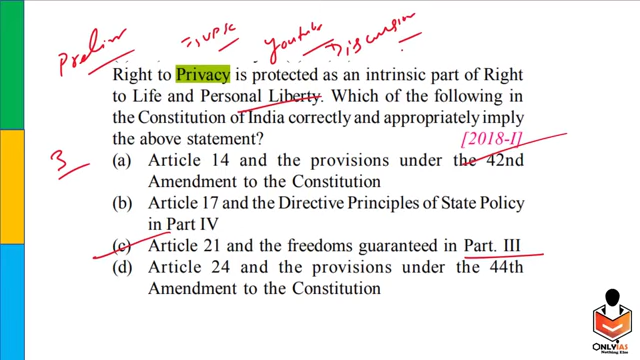 Prelims → UPSC Youtube Discussion
Right to Privacy is protected as an intrinsic part of Right
to Life and Personal Liberty. Which of the following in
the Constitution of India correctly and appropriately imply
the above statement?
[2018-I]
3
(a) Article 14 and the provisions under the 42nd
Amendment to the Constitution
(b) Article 17 and the Directive Principles of State Policy
in Part IV
(c) Article 21 and the freedoms guaranteed in Part. III
(d) Article 24 and the provisions under the 44th
Amendment to the Constitution
ONLYIAS
Nothing Else